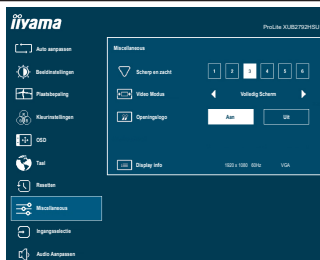 iiyama
ProLite XUB2792HSU
Auto aanpassen
Beeldinstellingen
Plaatsbepaling
Kleurinstellingen
OSD
Taal
Resetten
Miscellaneous
Ingangselectie
Audio Aanpassen
Miscellaneous
Scherp en zacht
1 2 3 4 5 6
Video Modus
Volledig Scherm
Openingslogo
Aan
Uit
Display info
1920 x 1080 60Hz VGA